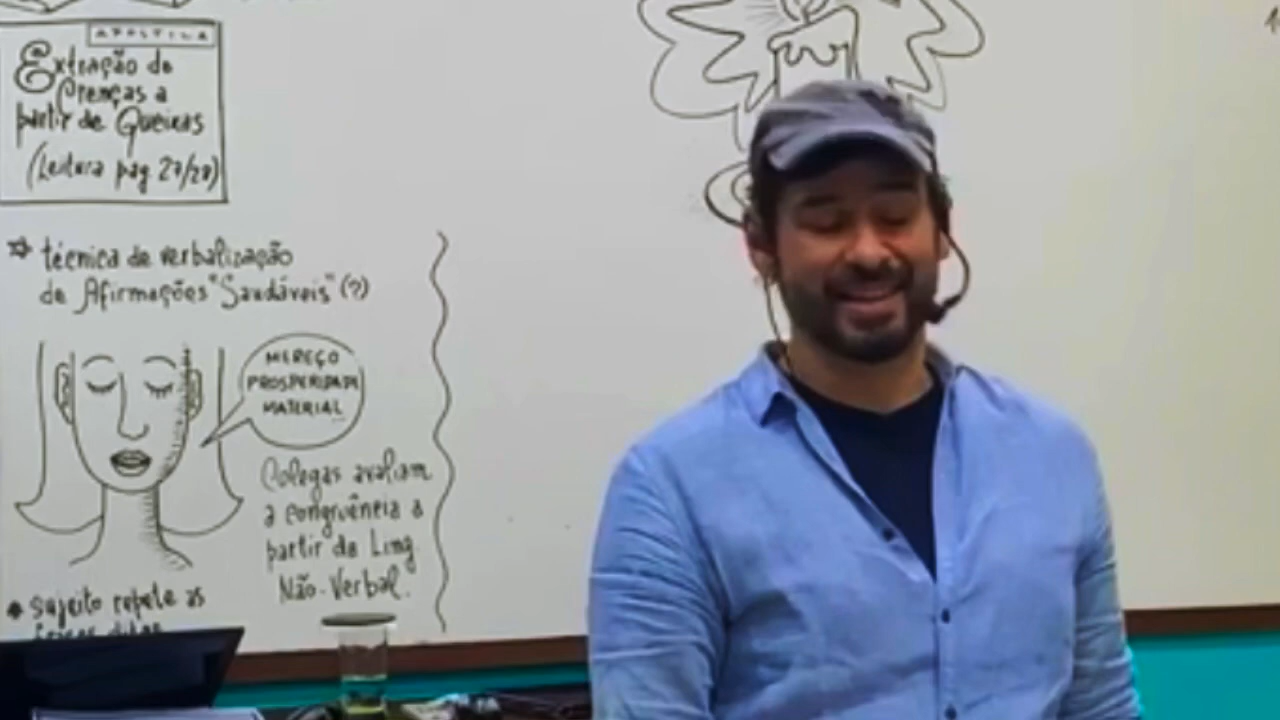 APOSTILA
Extração de
Crenças a
partir de Queixas
(Leitura pag 27/28)
técnica de verbalização
de Afirmações "Saudáveis" (?)
MEREÇO
PROSPERIDADE
MATERIAL
Colegas avaliam
a congruência a
partir da Ling.
Não-Verbal.
sujeito repete as